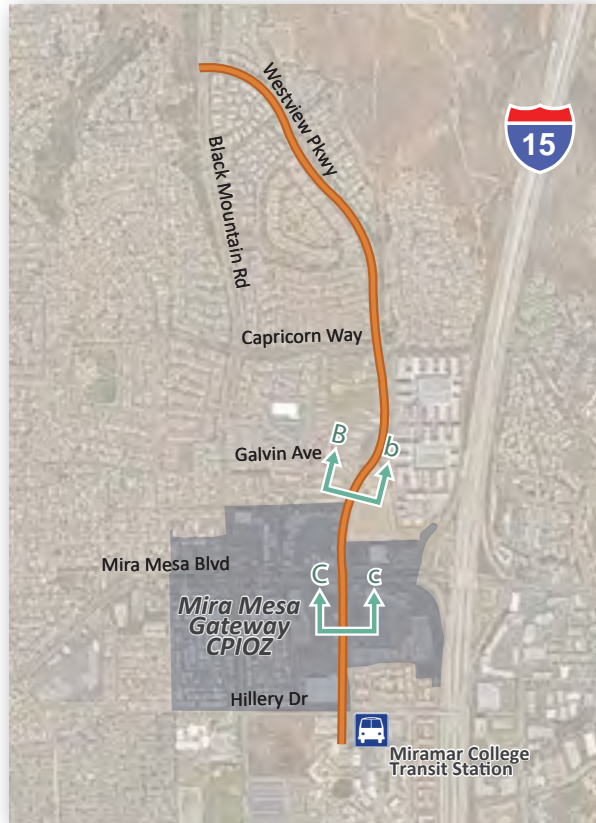 Westview Pkwy
15
Black Mountain Rd
Capricorn Way
B
b
Galvin Ave
Mira Mesa Blvd
C
c
Mira Mesa
Gateway
CPIOZ
Hillery Dr
Miramar College
Transit Station